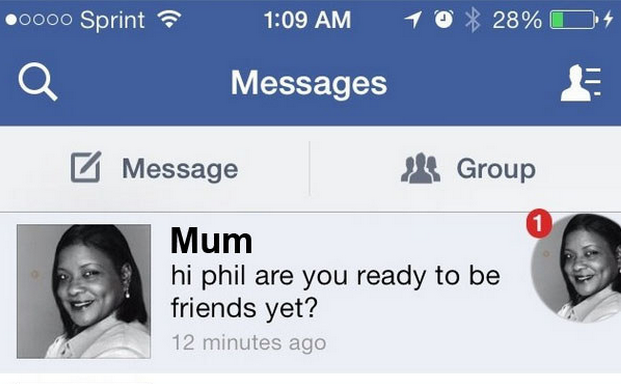 Sprint 1:09 AM 28%
Messages
Message Group
Mum
1
hi phil are you ready to be
friends yet?
12 minutes ago